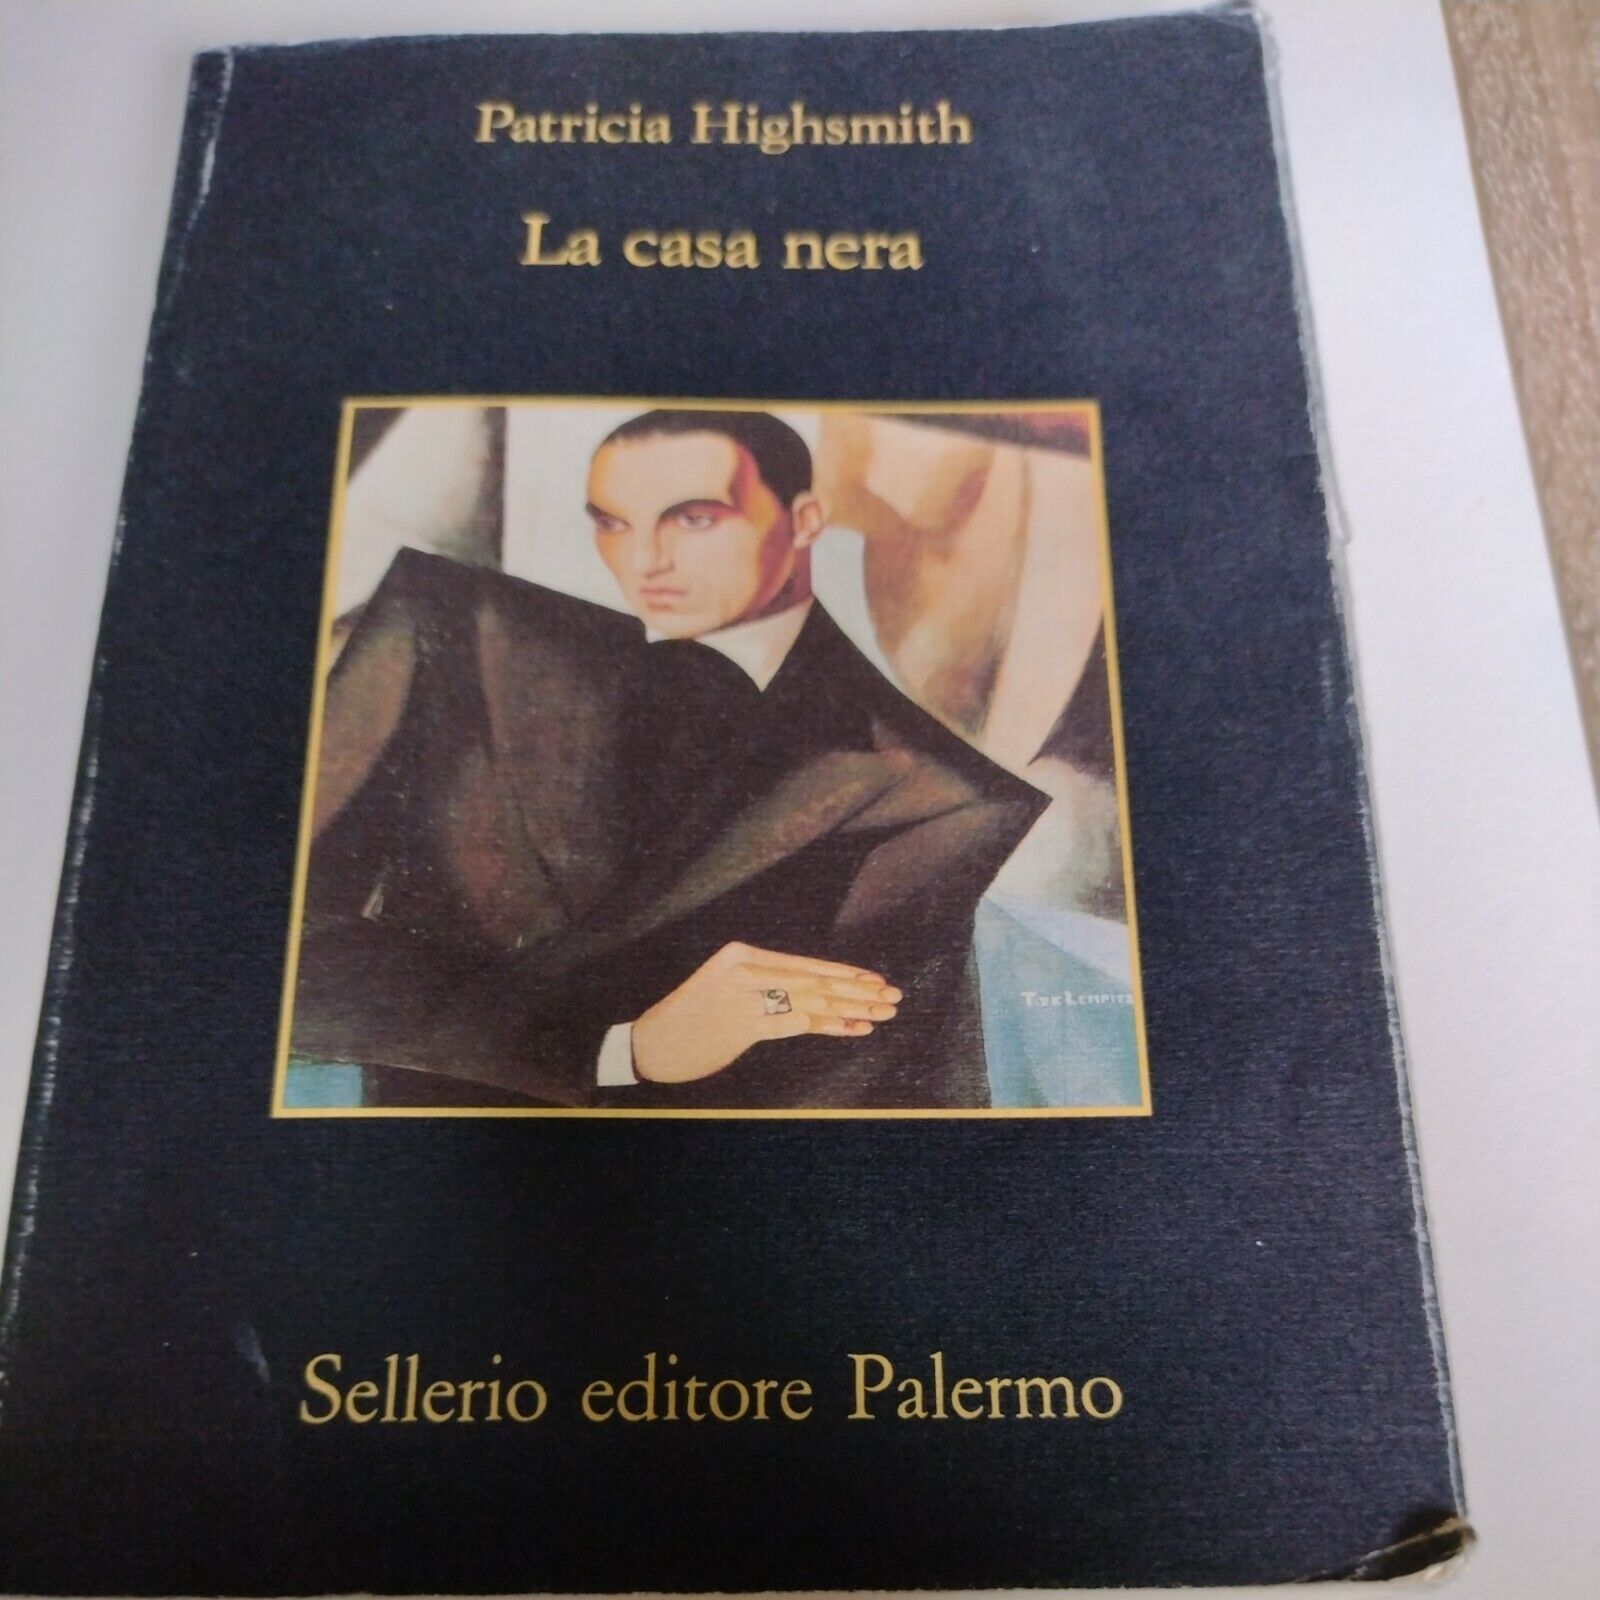 Patricia Highsmith
La casa nera
Sellerio editore Palermo